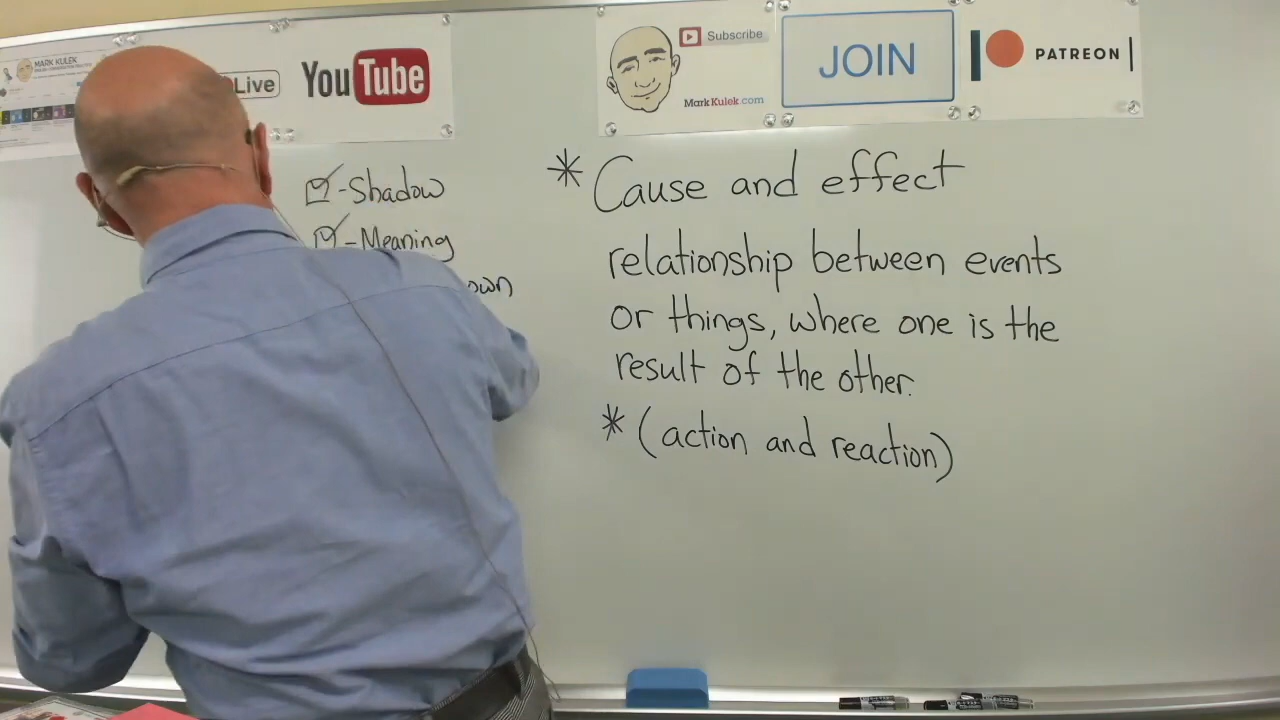 MARK KULEK
Live
YouTube
Subscribe
MarkKulek.com
JOIN
PATREON
-Shadow
-Meaning
* Cause and effect
relationship between events
or things, where one is the
result of the other.
* (action and reaction)